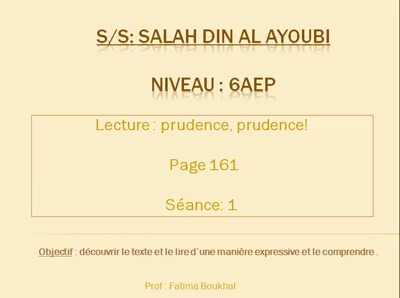 S/S: SALAH DIN AL AYOUBI
NIVEAU : 6AEP
Lecture : prudence, prudence!
Page 161
Séance: 1
Objectif : découvrir le texte et le lire d'une manière expressive et le comprendre .
Prof : Fatima Boukhal